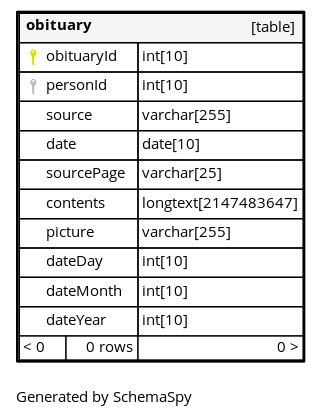 obituary [table]
obituaryId int[10]
personId int[10]
source varchar[255]
date date[10]
sourcePage varchar[25]
contents longtext[2147483647]
picture varchar[255]
dateDay int[10]
dateMonth int[10]
dateYear int[10]
< 0 0 rows 0 >
Generated by SchemaSpy